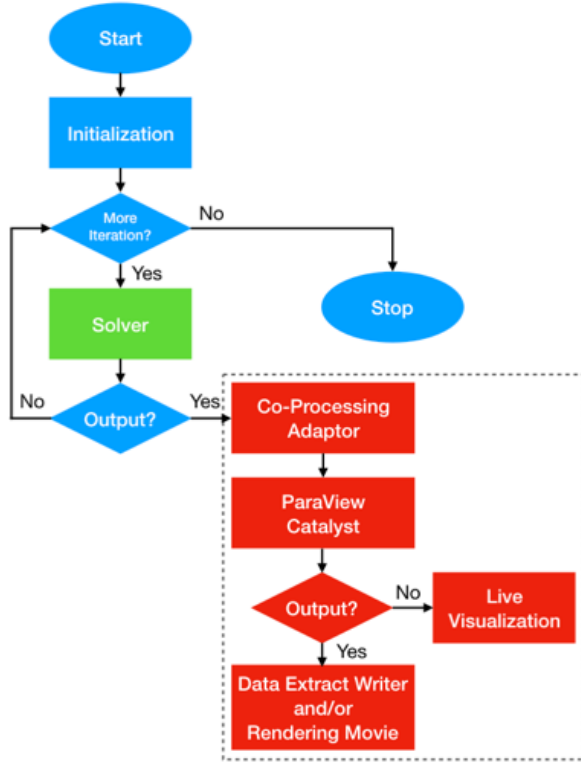 Start
Initialization
More
Iteration?
No
Yes
Stop
Solver
No
Output?
Yes
Co-Processing
Adaptor
ParaView
Catalyst
Output?
No
Live
Visualization
Yes
Data Extract Writer
and/or
Rendering Movie